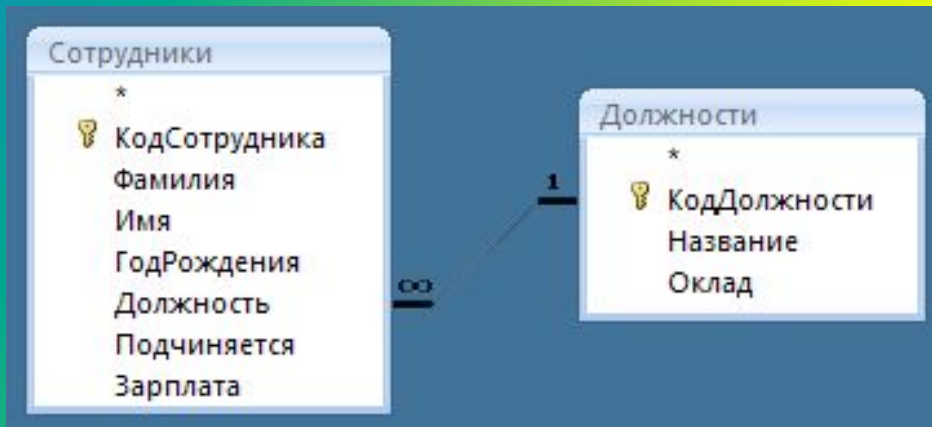 Сотрудники
*
КодСотрудника
Фамилия
Имя
ГодРождения
Должность
Подчиняется
Зарплата
∞
1
Должности
*
КодДолжности
Название
Оклад